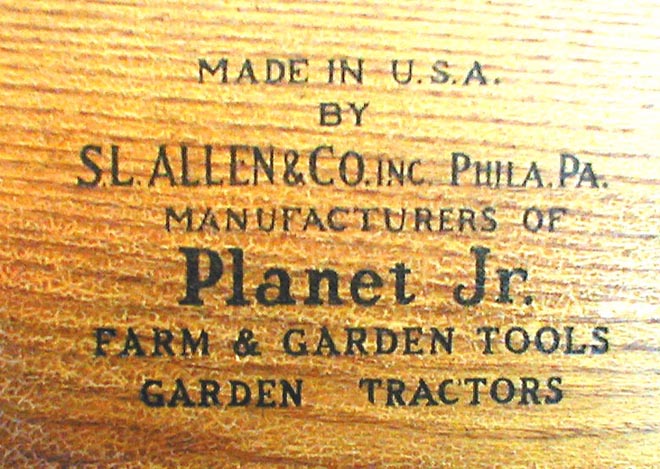 MADE IN U.S.A.
BY
S.L. ALLEN & CO. INC. PHILA. PA.
MANUFACTURERS OF
Planet Jr.
FARM & GARDEN TOOLS
GARDEN TRACTORS